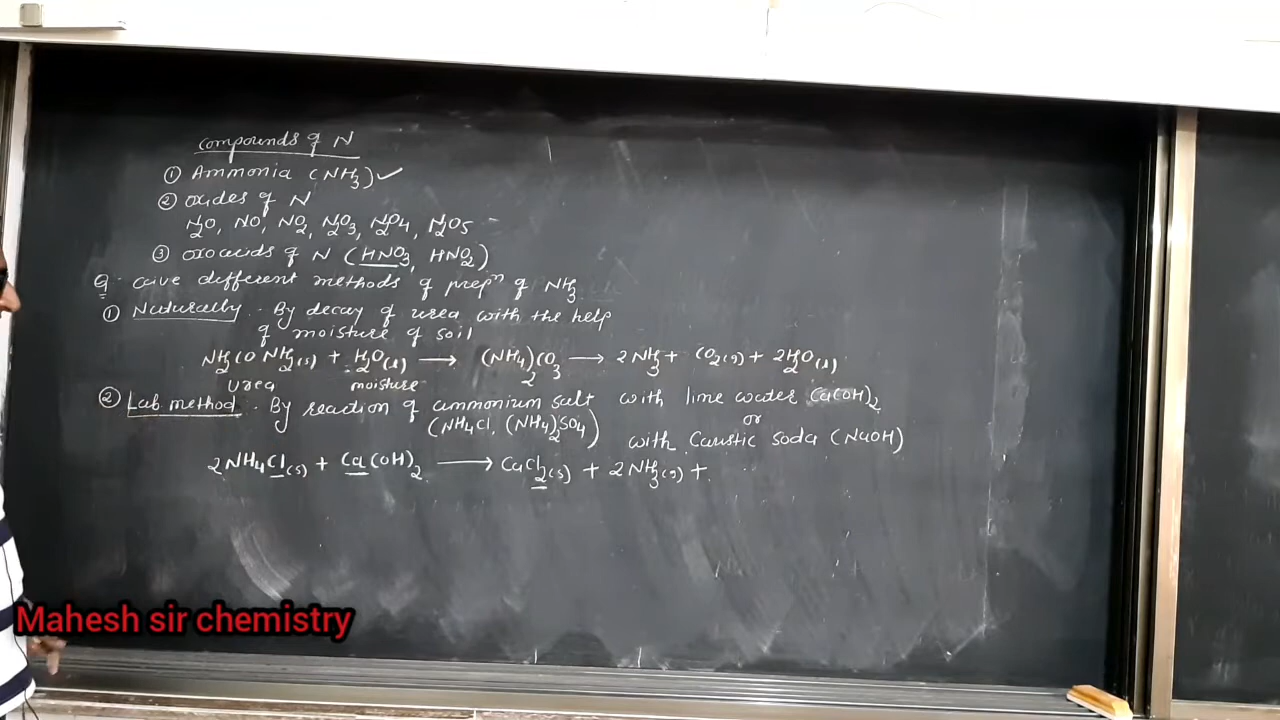 Compounds of N
① Ammonia (NH₃) ✓
② oxides of N
N₂O, NO, NO₂, N₂O₃, N₂O₄, N₂O₅
③ oxoacids of N (HNO₃, HNO₂)
Q. Give different methods of prepⁿ of NH₃
① Naturally. By decay of urea with the help
of moisture of soil
NH₂CONH₂(s) + H₂O(l) ⟶ (NH₄)₂CO₃ ⟶ 2NH₃ + CO₂(g) + 2H₂O(l)
Urea moisture
② Lab method. By reaction of ammonium salt with lime water Ca(OH)₂
(NH₄Cl, (NH₄)₂SO₄) or
with Caustic soda (NaOH)
2NH₄Cl(s) + Ca(OH)₂ ⟶ CaCl₂(s) + 2NH₃(g) +
Mahesh sir chemistry